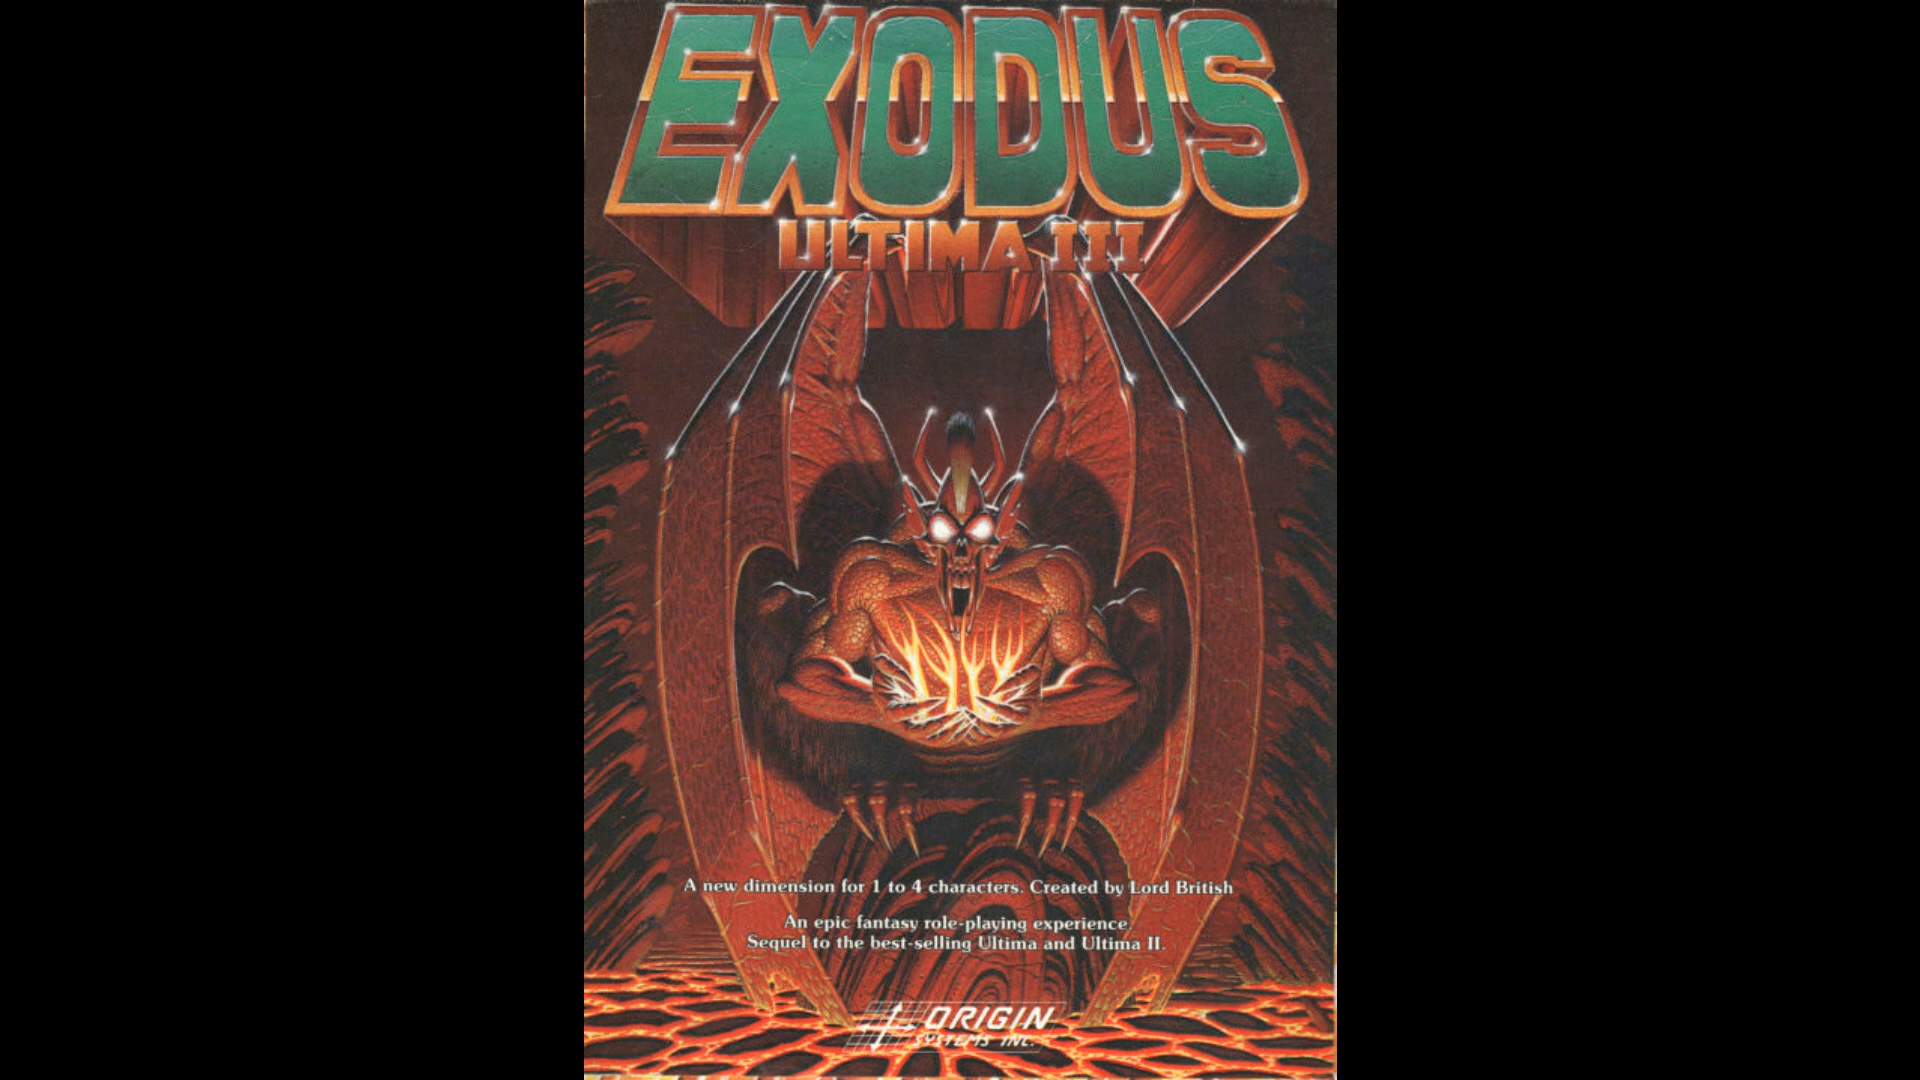 EXODUS
ULTIMA III
A new dimension for 1 to 4 characters. Created by Lord British
An epic fantasy role-playing experience.
Sequel to the best-selling Ultima and Ultima II.
ORIGIN
SYSTEMS INC.